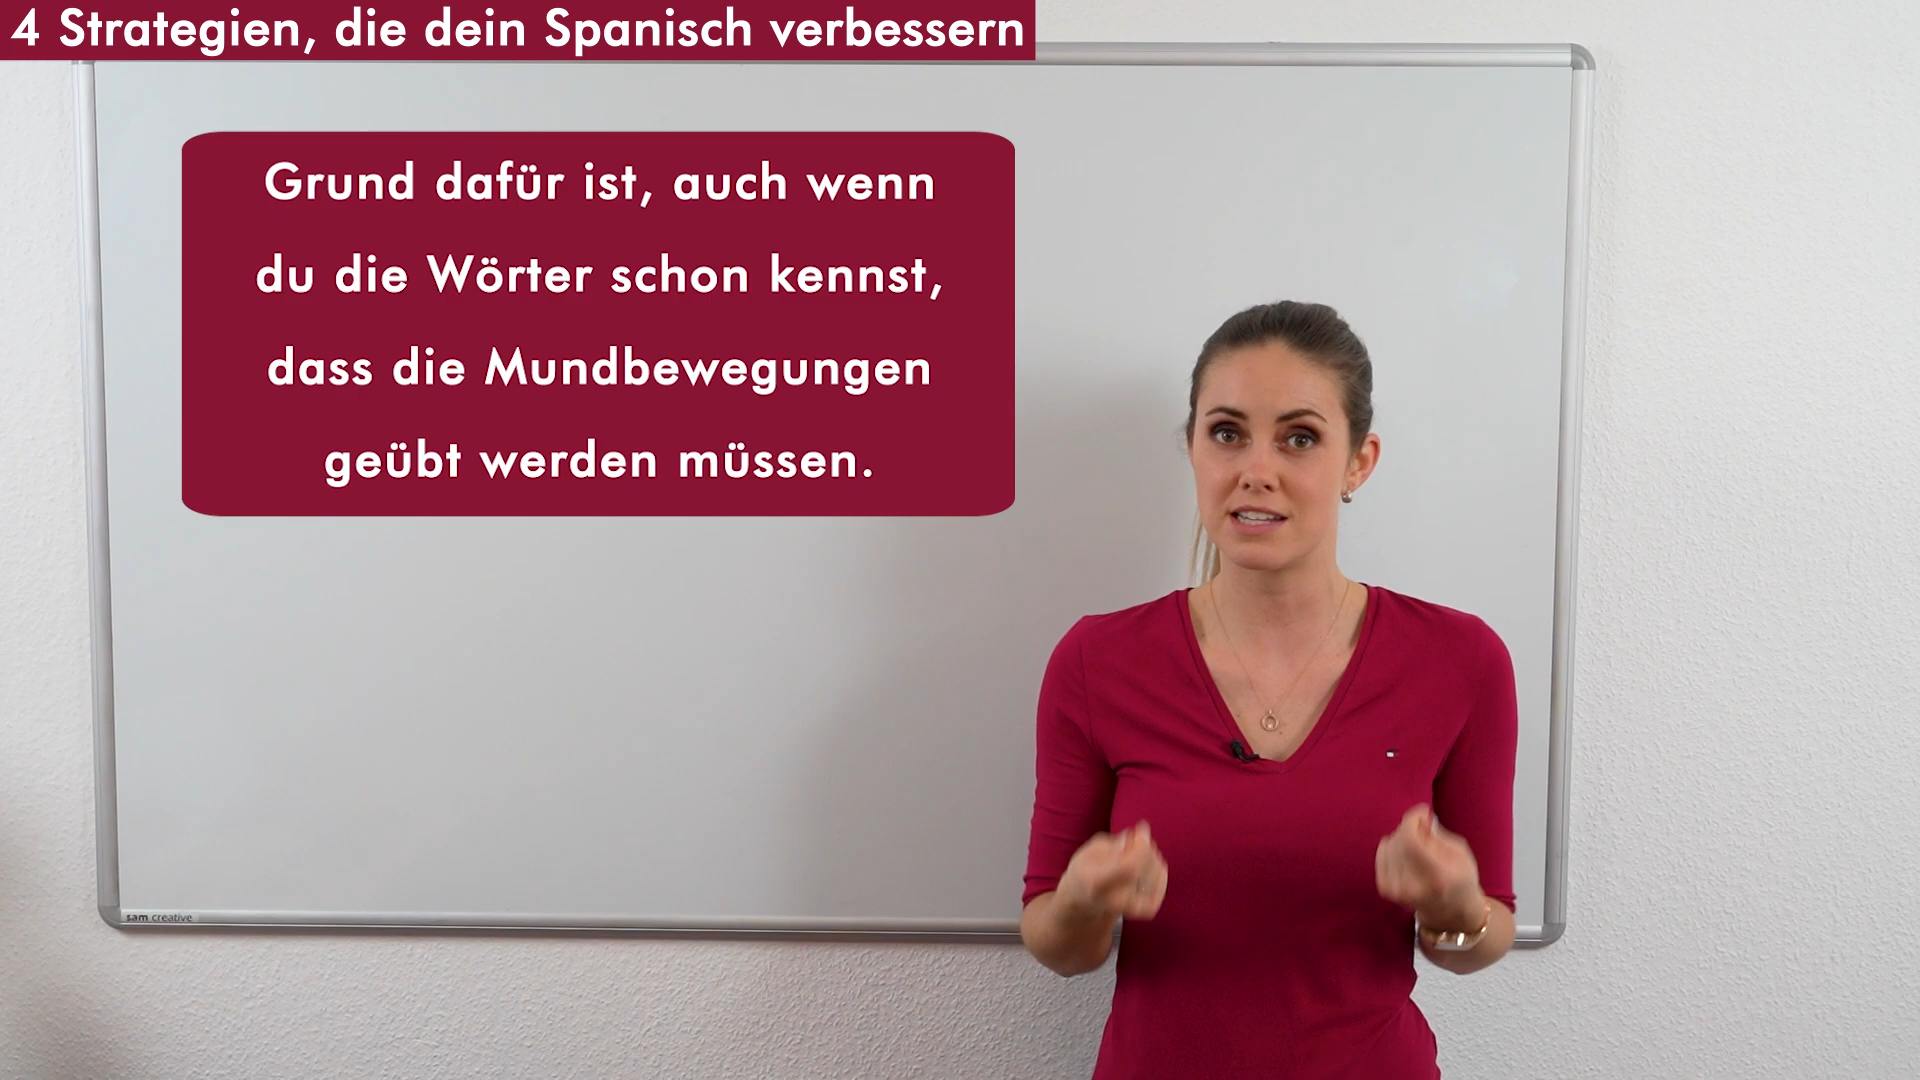 4 Strategien, die dein Spanisch verbessern
Grund dafür ist, auch wenn
du die Wörter schon kennst,
dass die Mundbewegungen
geübt werden müssen.
sam creative